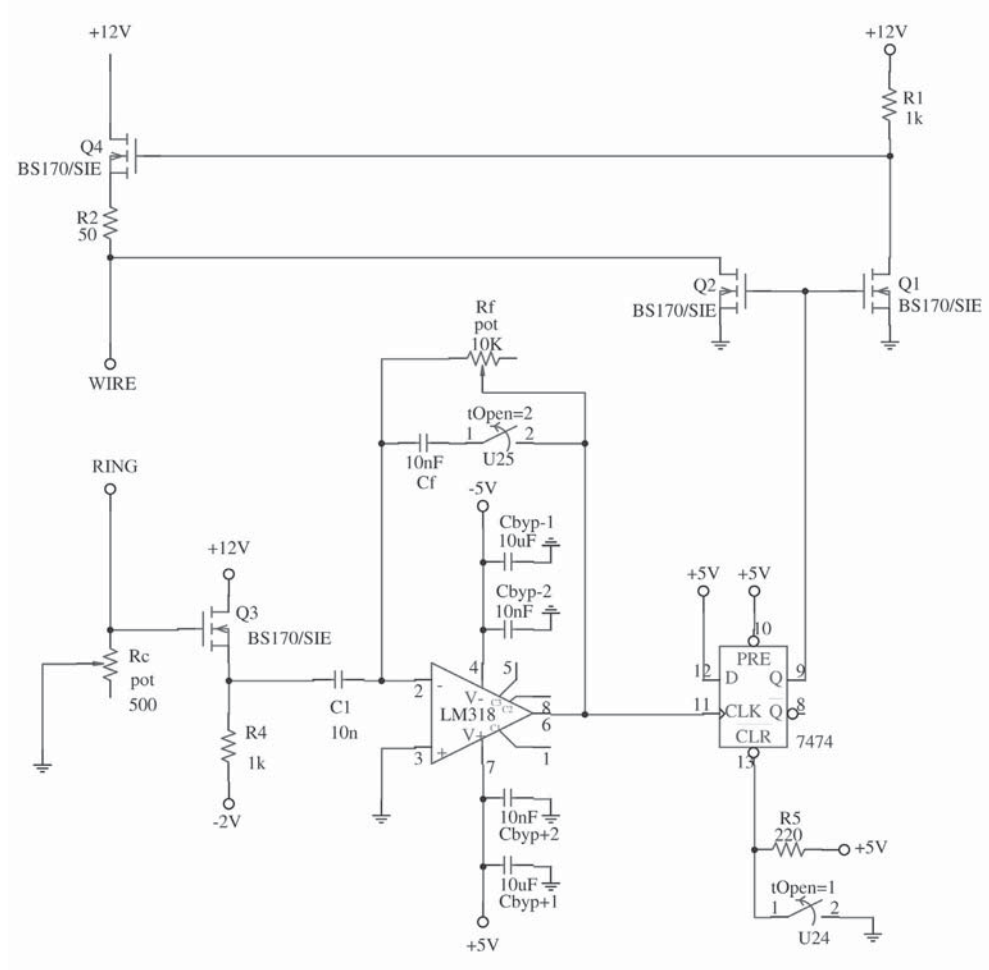 +12V
+12V
R1
1k
Q4
BS170/SIE
R2
50
Q2
BS170/SIE
Q1
BS170/SIE
WIRE
Rf
pot
10K
tOpen=2
1
2
U25
10nF
Cf
RING
-5V
Cbyp-1
10uF
Cbyp-2
10nF
+12V
Q3
BS170/SIE
Rc
pot
500
R4
1k
-2V
C1
10n
2
-
3
+
4
V-
5
C3
C2
LM318
8
6
V+
C1
7
1
10nF
Cbyp+2
10uF
Cbyp+1
+5V
+5V
+5V
10
PRE
12
D
Q
9
11
CLK
Q
8
CLR
13
7474
R5
220
+5V
tOpen=1
1
2
U24